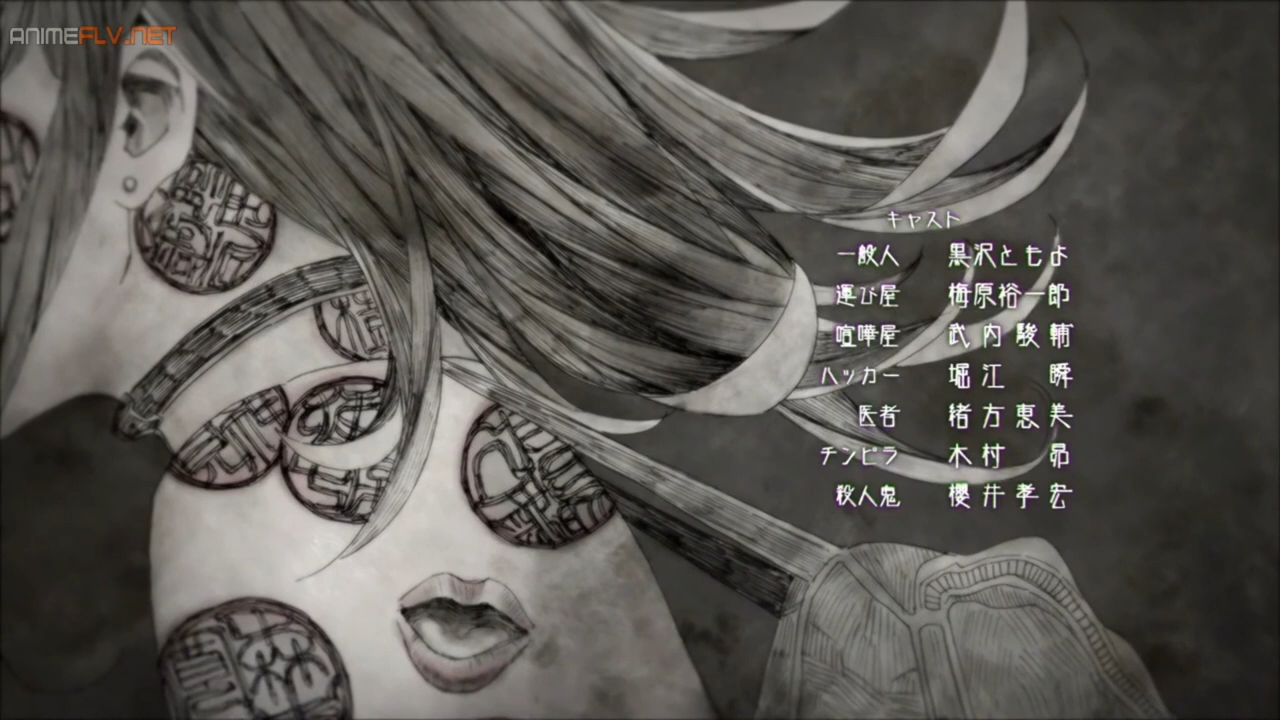 ANIMEFLV.NET
キャスト
一般人 黒沢ともよ
運び屋 梅原裕一郎
喧嘩屋 武内駿輔
ハッカー 堀江 瞬
医者 緒方恵美
チンピラ 木村 昴
殺人鬼 櫻井孝宏